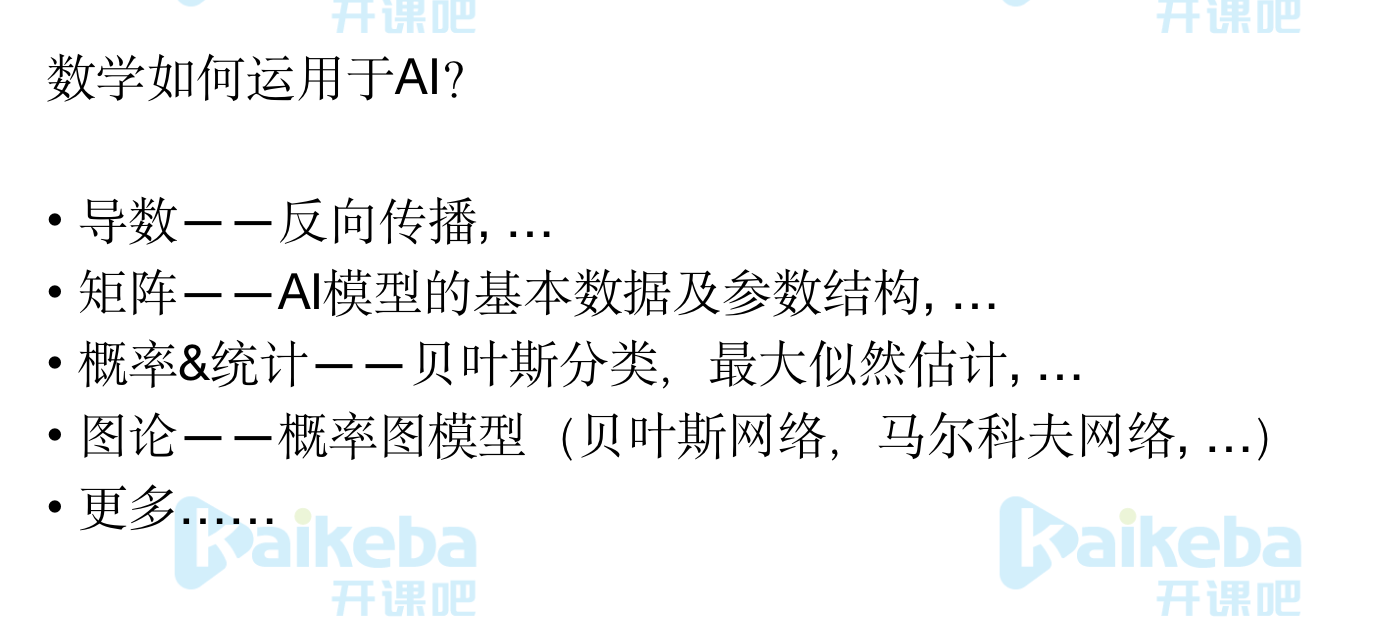 开课吧 开课吧
数学如何运用于AI？
• 导数——反向传播, …
• 矩阵——AI模型的基本数据及参数结构, …
• 概率&统计——贝叶斯分类，最大似然估计, …
• 图论——概率图模型（贝叶斯网络，马尔科夫网络, …）
• 更多……
Kaikeba Kaikeba
开课吧 开课吧